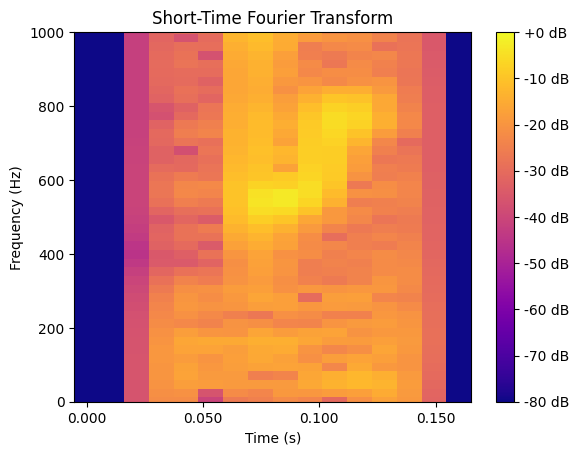 Short-Time Fourier Transform
Frequency (Hz)
1000
800
600
400
200
0
0.000
0.050
0.100
0.150
Time (s)
+0 dB
-10 dB
-20 dB
-30 dB
-40 dB
-50 dB
-60 dB
-70 dB
-80 dB